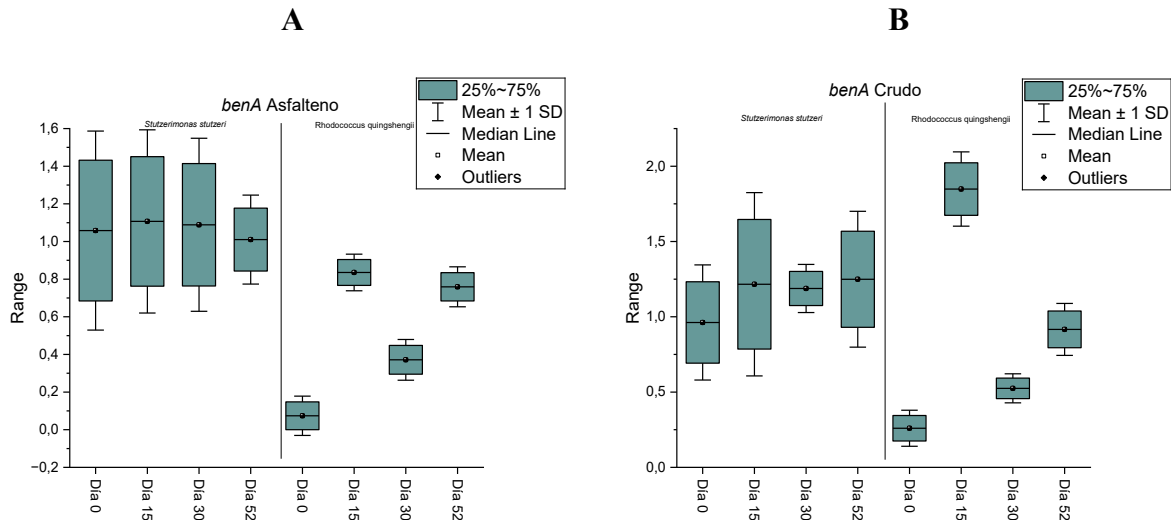 A
benA Asfalteno
25%~75%
Mean ± 1 SD
Median Line
Mean
Outliers
Stutzerimonas stutzeri
Rhodococcus quingshengii
Range
1,6
1,4
1,2
1,0
0,8
0,6
0,4
0,2
0,0
−0,2
Día 0
Día 15
Día 30
Día 52
Día 0
Día 15
Día 30
Día 52
B
benA Crudo
25%~75%
Mean ± 1 SD
Median Line
Mean
Outliers
Stutzerimonas stutzeri
Rhodococcus quingshengii
Range
2,0
1,5
1,0
0,5
0,0
Día 0
Día 15
Día 30
Día 52
Día 0
Día 15
Día 30
Día 52